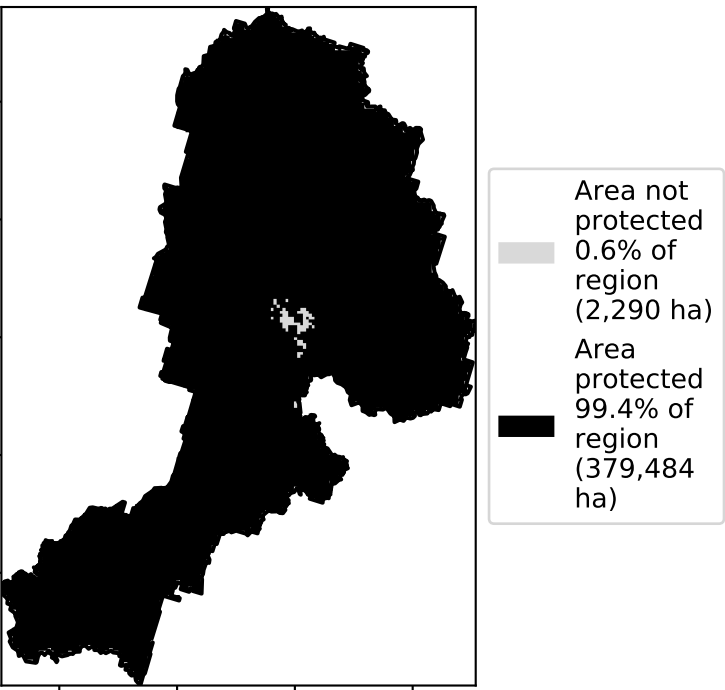 Area not
protected
0.6% of
region
(2,290 ha)
Area
protected
99.4% of
region
(379,484
ha)